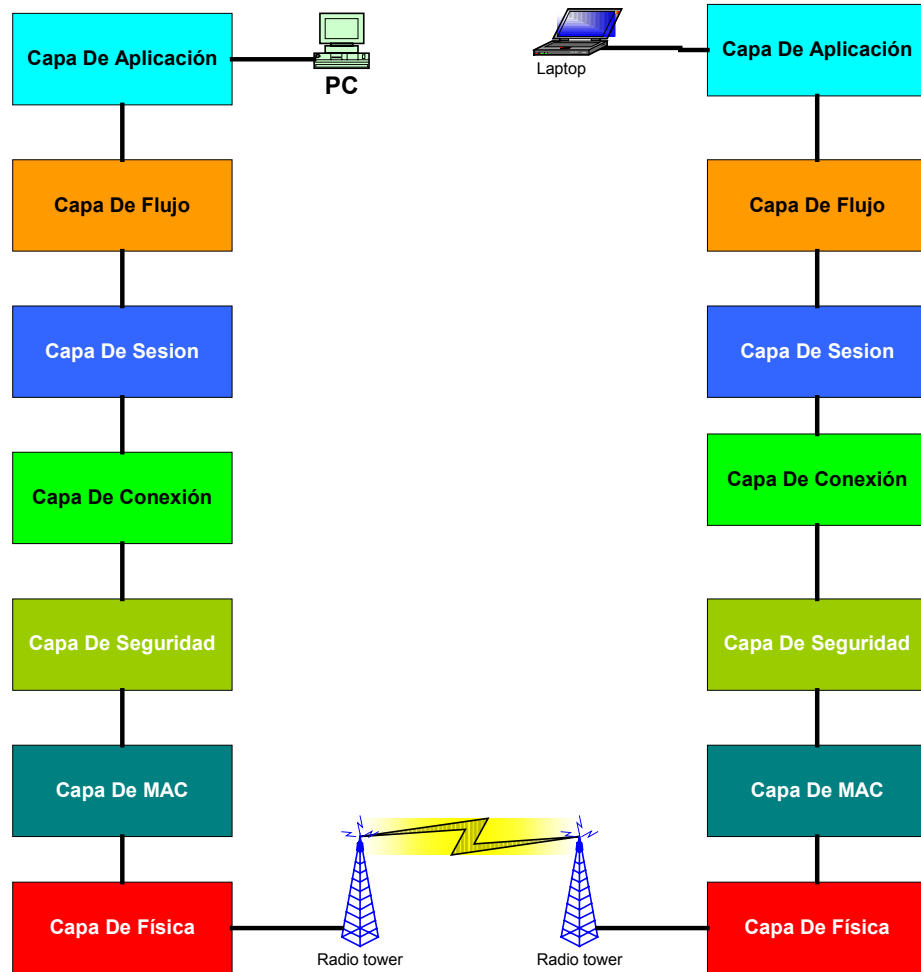 Capa De Aplicación
PC
Laptop
Capa De Aplicación
Capa De Flujo
Capa De Flujo
Capa De Sesion
Capa De Sesion
Capa De Conexión
Capa De Conexión
Capa De Seguridad
Capa De Seguridad
Capa De MAC
Capa De MAC
Capa De Física
Radio tower
Radio tower
Capa De Física